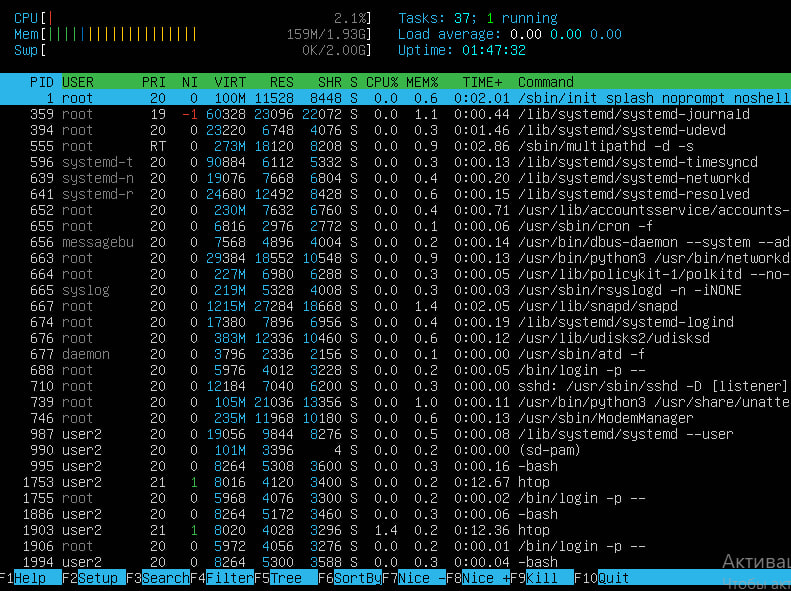 CPU[| 2.1%] Tasks: 37; 1 running
Mem[||||||||||||||||||| 159M/1.93G] Load average: 0.00 0.00 0.00
Swp[ 0K/2.00G] Uptime: 01:47:32
PID USER PRI NI VIRT RES SHR S CPU% MEM% TIME+ Command
1 root 20 0 100M 11528 8448 S 0.0 0.6 0:02.01 /sbin/init splash noprompt noshell
359 root 19 -1 60328 23096 22072 S 0.0 1.1 0:00.44 /lib/systemd/systemd-journald
394 root 20 0 23220 6748 4076 S 0.0 0.3 0:01.46 /lib/systemd/systemd-udevd
555 root RT 0 273M 18120 8208 S 0.0 0.9 0:02.86 /sbin/multipathd -d -s
596 systemd-t 20 0 90884 6112 5332 S 0.0 0.3 0:00.13 /lib/systemd/systemd-timesyncd
639 systemd-n 20 0 19076 7668 6804 S 0.0 0.4 0:00.20 /lib/systemd/systemd-networkd
641 systemd-r 20 0 24680 12492 8428 S 0.0 0.6 0:00.15 /lib/systemd/systemd-resolved
652 root 20 0 230M 7632 6760 S 0.0 0.4 0:00.71 /usr/lib/accountsservice/accounts-
655 root 20 0 6816 2976 2772 S 0.0 0.1 0:00.06 /usr/sbin/cron -f
656 messagebu 20 0 7568 4896 4004 S 0.0 0.2 0:00.14 /usr/bin/dbus-daemon --system --ad
663 root 20 0 29384 18552 10548 S 0.0 0.9 0:00.13 /usr/bin/python3 /usr/bin/networkd
664 root 20 0 227M 6980 6288 S 0.0 0.3 0:00.05 /usr/lib/policykit-1/polkitd --no-
665 syslog 20 0 219M 5328 4008 S 0.0 0.3 0:00.03 /usr/sbin/rsyslogd -n -iNONE
667 root 20 0 1215M 27284 18668 S 0.0 1.4 0:02.05 /usr/lib/snapd/snapd
674 root 20 0 17380 7896 6956 S 0.0 0.4 0:00.19 /lib/systemd/systemd-logind
676 root 20 0 383M 12336 10460 S 0.0 0.6 0:00.12 /usr/lib/udisks2/udisksd
677 daemon 20 0 3796 2336 2156 S 0.0 0.1 0:00.00 /usr/sbin/atd -f
688 root 20 0 5976 4012 3228 S 0.0 0.2 0:00.05 /bin/login -p --
710 root 20 0 12184 7040 6200 S 0.0 0.3 0:00.00 sshd: /usr/sbin/sshd -D [listener]
739 root 20 0 105M 21036 13356 S 0.0 1.0 0:00.11 /usr/bin/python3 /usr/share/unatte
746 root 20 0 235M 11968 10180 S 0.0 0.6 0:00.13 /usr/sbin/ModemManager
987 user2 20 0 19056 9844 8276 S 0.0 0.5 0:00.08 /lib/systemd/systemd --user
990 user2 20 0 101M 3396 4 S 0.0 0.2 0:00.00 (sd-pam)
995 user2 20 0 8264 5308 3600 S 0.0 0.3 0:00.16 -bash
1753 user2 21 1 8016 4120 3400 S 0.0 0.2 0:12.67 htop
1755 root 20 0 5968 4076 3300 S 0.0 0.2 0:00.02 /bin/login -p --
1886 user2 20 0 8264 5172 3460 S 0.0 0.3 0:00.06 -bash
1903 user2 21 1 8020 4028 3296 S 1.4 0.2 0:12.36 htop
1906 root 20 0 5972 4056 3276 S 0.0 0.2 0:00.01 /bin/login -p --
1994 user2 20 0 8264 5300 3588 S 0.0 0.3 0:00.04 -bash
F1Help F2Setup F3SearchF4FilterF5Tree F6SortByF7Nice -F8Nice +F9Kill F10Quit
Активац
Чтобы ак